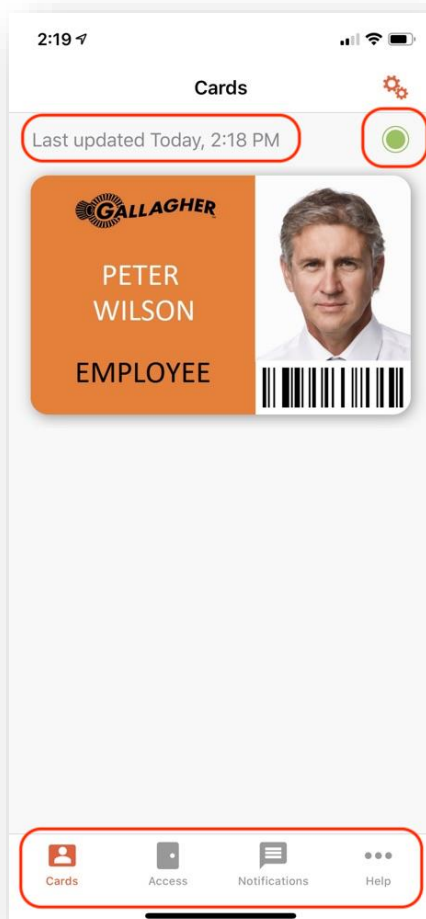 2:19
Cards
Last updated Today, 2:18 PM
GALLAGHER
PETER
WILSON
EMPLOYEE
Cards Access Notifications Help